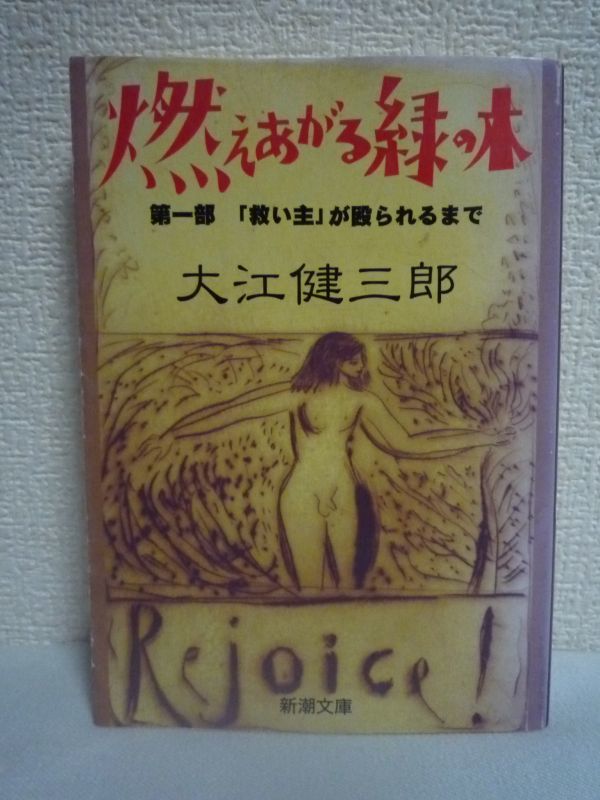 燃えあがる緑の木
第一部 「救い主」が殴られるまで
大江健三郎
Rejoice!
新潮文庫